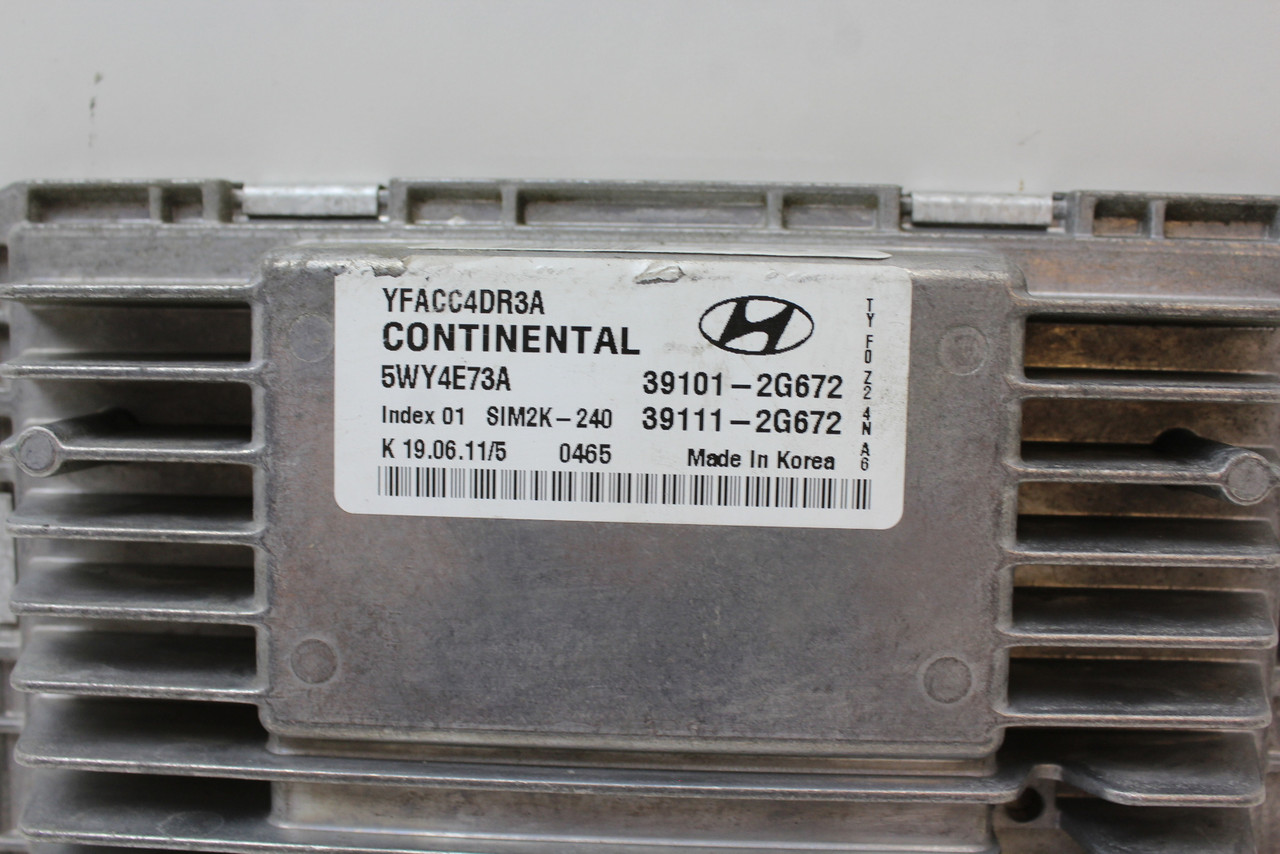 YFACC4DR3A
CONTINENTAL
5WY4E73A 39101-2G672
Index 01 SIM2K-240 39111-2G672
K 19.06.11/5 0465 Made In Korea
TY F0 Z2 4N A6